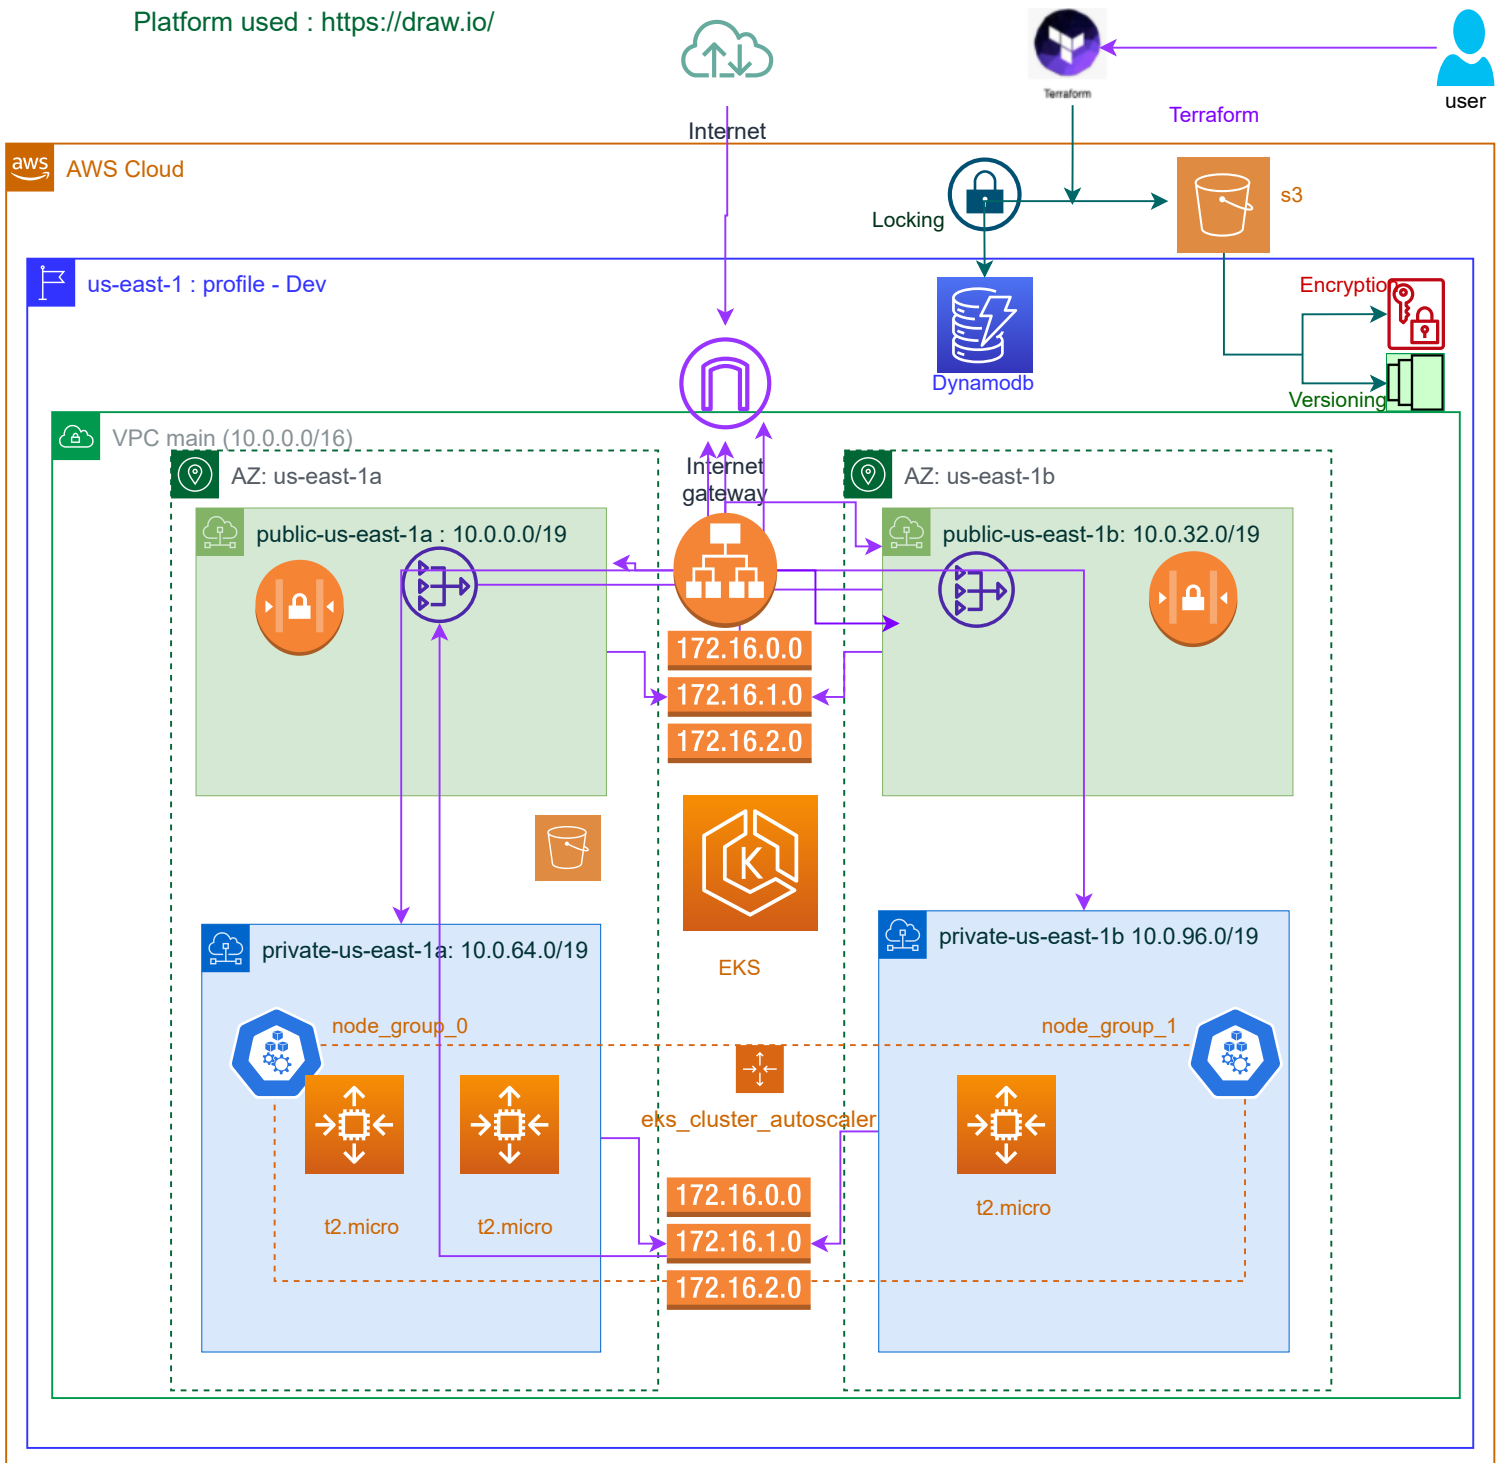 Platform used : https://draw.io/
Terraform
user
Terraform
Internet
aws
AWS Cloud
s3
Locking
us-east-1 : profile - Dev
Encryption
Dynamodb
Versioning
VPC main (10.0.0.0/16)
AZ: us-east-1a
Internet
gateway
AZ: us-east-1b
public-us-east-1a : 10.0.0.0/19
public-us-east-1b: 10.0.32.0/19
172.16.0.0
172.16.1.0
172.16.2.0
K
private-us-east-1a: 10.0.64.0/19
private-us-east-1b 10.0.96.0/19
EKS
node_group_0
node_group_1
eks_cluster_autoscaler
t2.micro
t2.micro
t2.micro
172.16.0.0
172.16.1.0
172.16.2.0